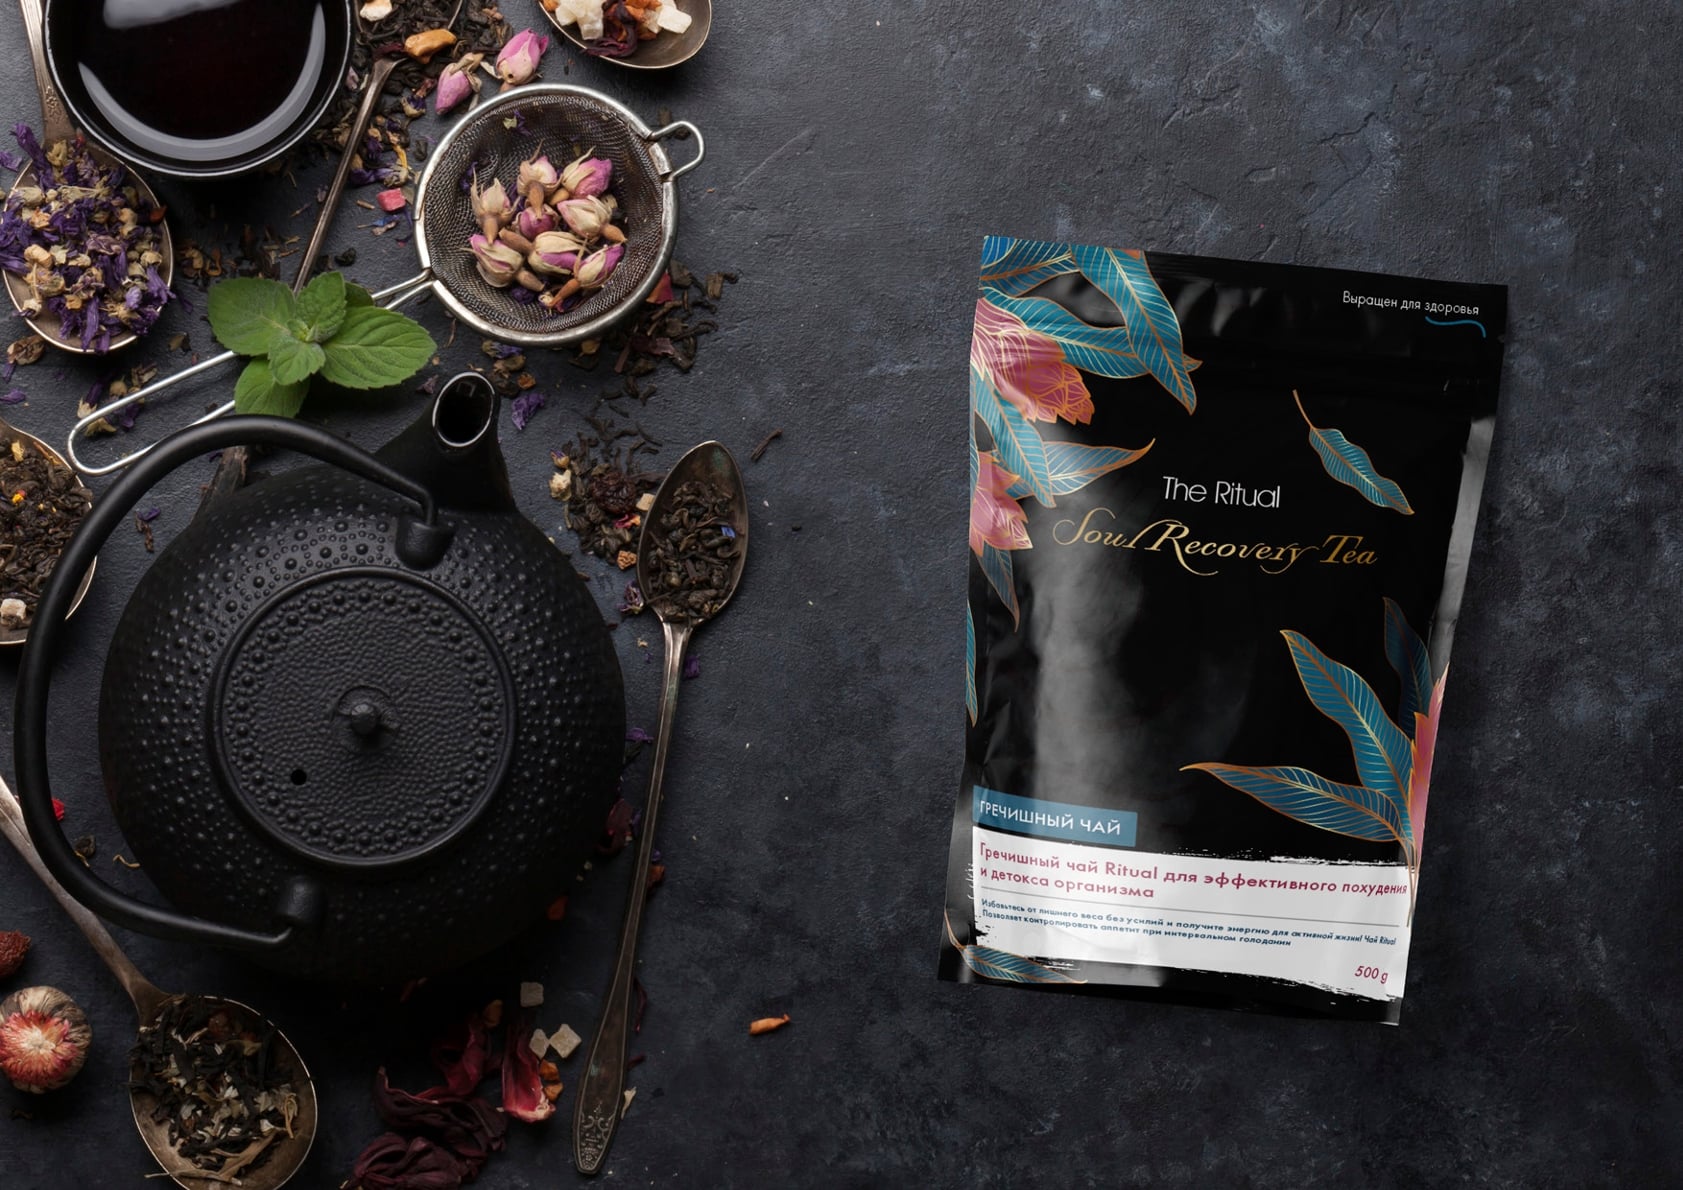 Выращен для здоровья
The Ritual
Soul Recovery Tea
ГРЕЧИШНЫЙ ЧАЙ
Гречишный чай Ritual для эффективного похудения
и детокса организма
Избавьтесь от лишнего веса без усилий и получите энергию для активной жизни! Чай Ritual
Позволяет контролировать аппетит при интервальном голодании
500 g